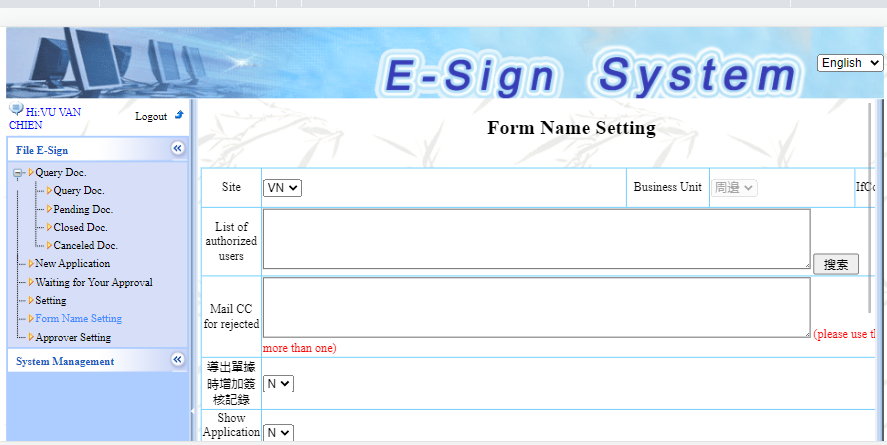 E-Sign System
English
Hi:VU VAN
CHIEN
Logout
File E-Sign
Query Doc.
Query Doc.
Pending Doc.
Closed Doc.
Canceled Doc.
New Application
Waiting for Your Approval
Setting
Form Name Setting
Approver Setting
System Management
Form Name Setting
Site
VN
Business Unit
周邊
IfCo
List of
authorized
users
搜索
Mail CC
for rejected
(please use th
more than one)
導出單據
時增加簽
核記錄
N
Show
Application
N